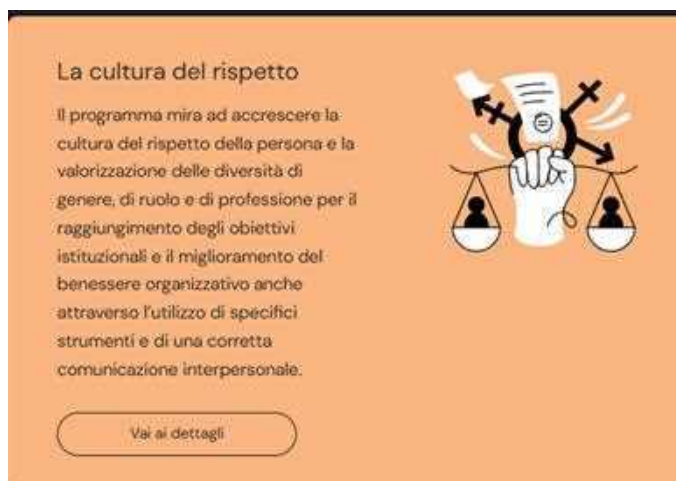 La cultura del rispetto
Il programma mira ad accrescere la
cultura del rispetto della persona e la
valorizzazione delle diversità di
genere, di ruolo e di professione per il
raggiungimento degli obiettivi
istituzionali e il miglioramento del
benessere organizzativo anche
attraverso l'utilizzo di specifici
strumenti e di una corretta
comunicazione interpersonale.
Vai ai dettagli